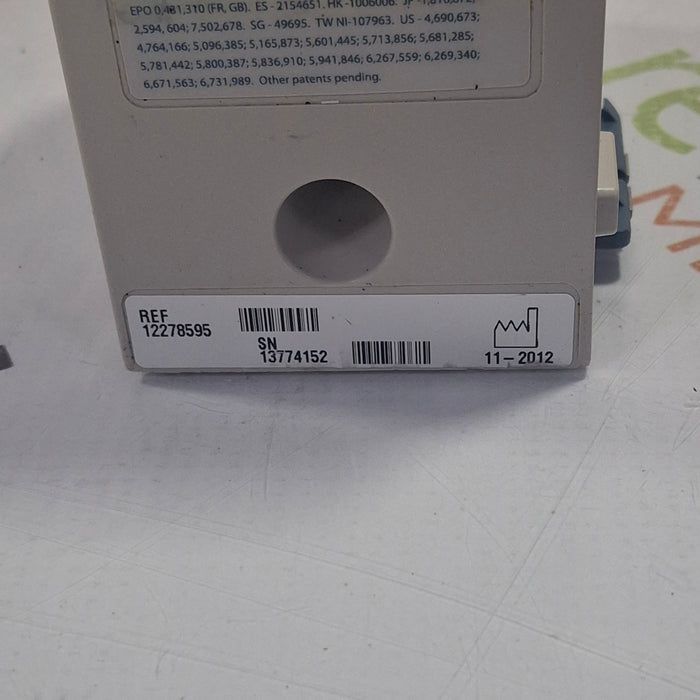 EPO 0,481,310 (FR, GB). ES - 2154651. HK -1006006. JP -1,818,872;
2,594,604; 7,502,678. SG - 49695. TW NI-107963. US - 4,690,673;
4,764,166; 5,096,385; 5,165,873; 5,601,445; 5,713,856; 5,681,285;
5,781,442; 5,800,387; 5,836,910; 5,941,846; 6,267,559; 6,269,340;
6,671,563; 6,731,989. Other patents pending.
REF
12278595
SN
13774152
11-2012